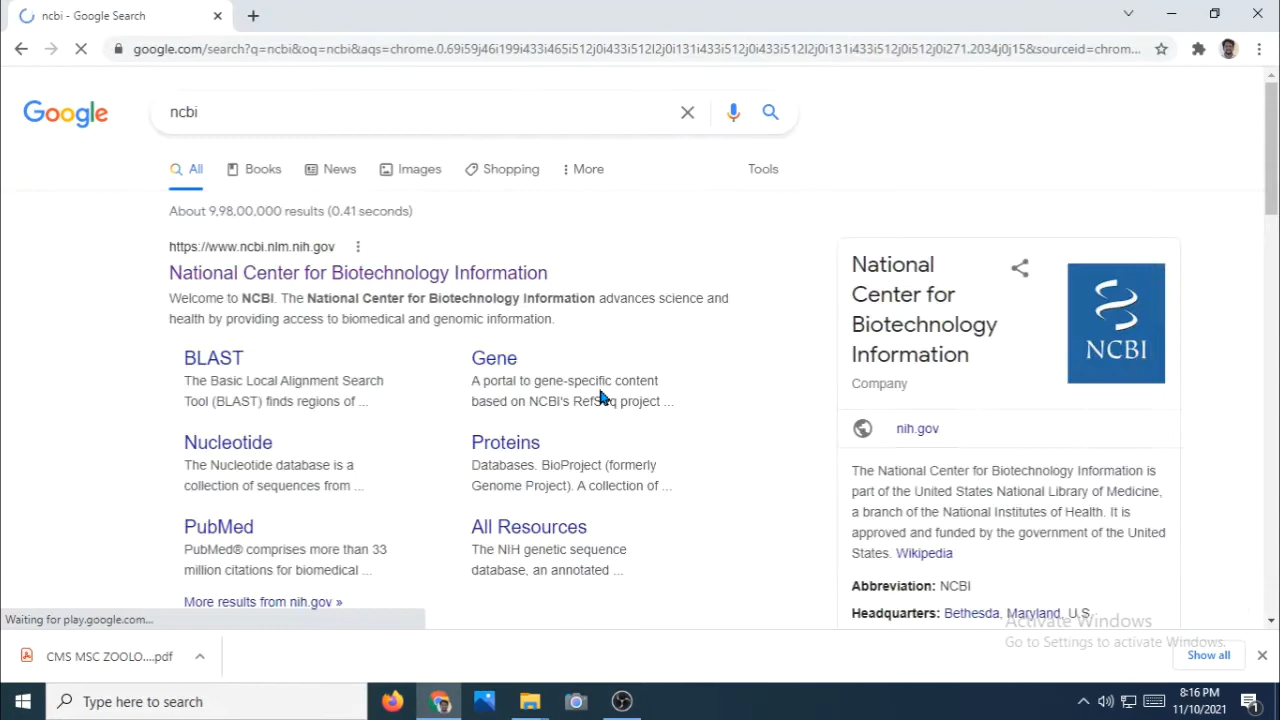 ncbi - Google Search
google.com/search?q=ncbi&oq=ncbi&aqs=chrome.0.69i59j46i199i433i465i512j0i433i512l2j0i131i433i512l2j0i131i433i512j0i271.2034j0j15&sourceid=chrom...
Google
ncbi
All Books News Images Shopping More Tools
About 9,98,00,000 results (0.41 seconds)
https://www.ncbi.nlm.nih.gov
National Center for Biotechnology Information
Welcome to NCBI. The National Center for Biotechnology Information advances science and
health by providing access to biomedical and genomic information.
BLAST
The Basic Local Alignment Search
Tool (BLAST) finds regions of ...
Gene
A portal to gene-specific content
based on NCBI's RefSeq project ...
Nucleotide
The Nucleotide database is a
collection of sequences from ...
Proteins
Databases. BioProject (formerly
Genome Project). A collection of ...
PubMed
PubMed® comprises more than 33
million citations for biomedical ...
All Resources
The NIH genetic sequence
database, an annotated ...
More results from nih.gov »
National
Center for
Biotechnology
Information
NCBI
Company
nih.gov
The National Center for Biotechnology Information is
part of the United States National Library of Medicine,
a branch of the National Institutes of Health. It is
approved and funded by the government of the United
States. Wikipedia
Abbreviation: NCBI
Headquarters: Bethesda, Maryland, U.S.
Activate Windows
Go to Settings to activate Windows.
Waiting for play.google.com...
CMS MSC ZOOLO....pdf
Show all
Type here to search
8:16 PM
11/10/2021
1